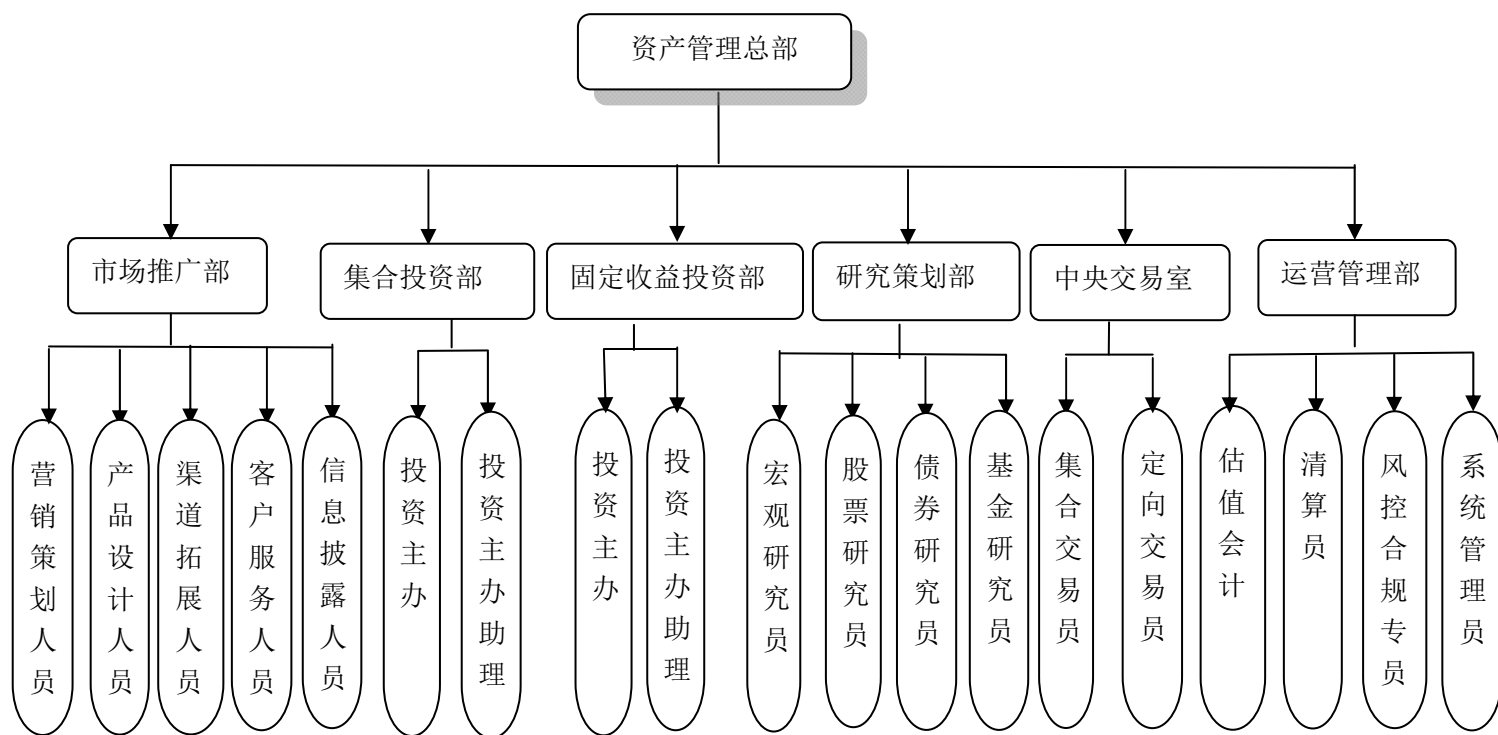 资产管理总部
市场推广部
集合投资部
固定收益投资部
研究策划部
中央交易室
运营管理部
营销策划人员
产品设计人员
渠道拓展人员
客户服务人员
信息披露人员
投资主办
投资主办助理
投资主办
投资主办助理
宏观研究员
股票研究员
债券研究员
基金研究员
集合交易员
定向交易员
估值会计
清算员
风控合规专员
系统管理员